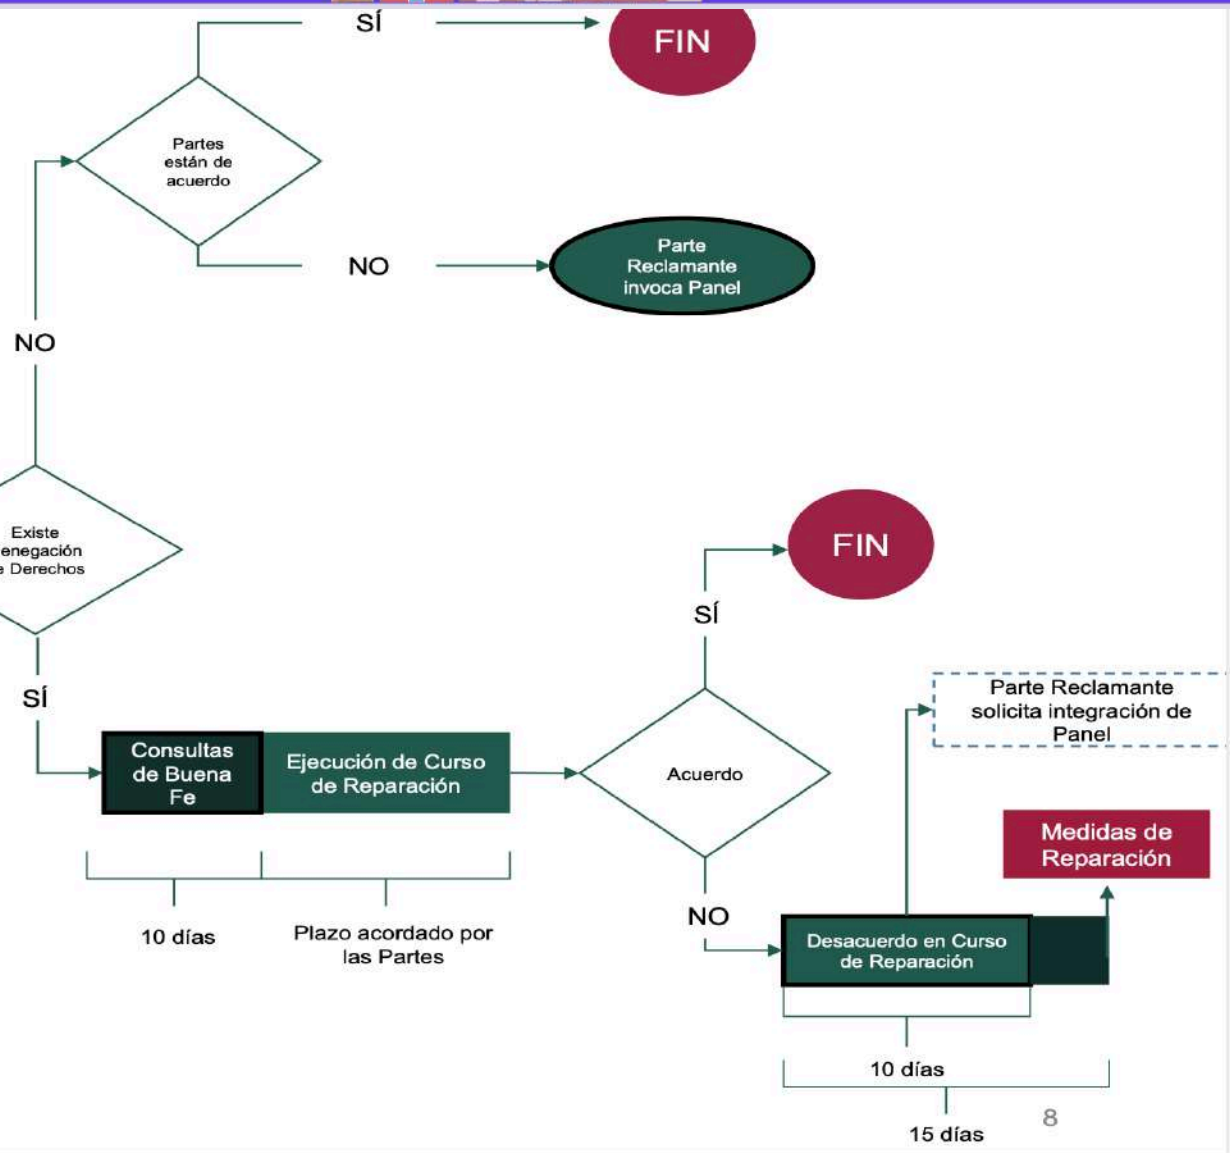 SÍ
FIN
Partes
están de
acuerdo
NO
Parte
Reclamante
invoca Panel
NO
Existe
enegación
e Derechos
FIN
SÍ
SÍ
Parte Reclamante
solicita integración de
Panel
Consultas
de Buena
Fe
Ejecución de Curso
de Reparación
Acuerdo
Medidas de
Reparación
NO
10 días
Plazo acordado por
las Partes
Desacuerdo en Curso
de Reparación
10 días
8
15 días